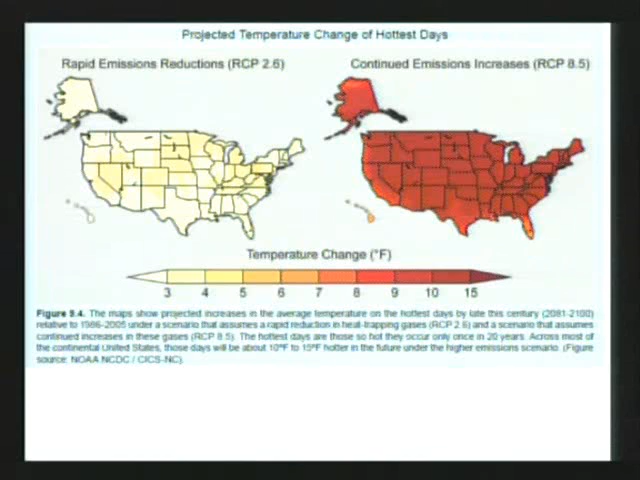 Projected Temperature Change of Hottest Days
Rapid Emissions Reductions (RCP 2.6)
Continued Emissions Increases (RCP 8.5)
Temperature Change (°F)
3 4 5 6 7 8 9 10 15
Figure 9.4. The maps show projected increases in the average temperature on the hottest days by late this century (2081-2100)
relative to 1986-2005 under a scenario that assumes a rapid reduction in heat-trapping gases (RCP 2.6) and a scenario that assumes
continued increases in these gases (RCP 8.5). The hottest days are those so hot they occur only once in 20 years. Across most of
the continental United States, those days will be about 10°F to 15°F hotter in the future under the higher emissions scenario. (Figure
source: NOAA NCDC / CICS-NC).